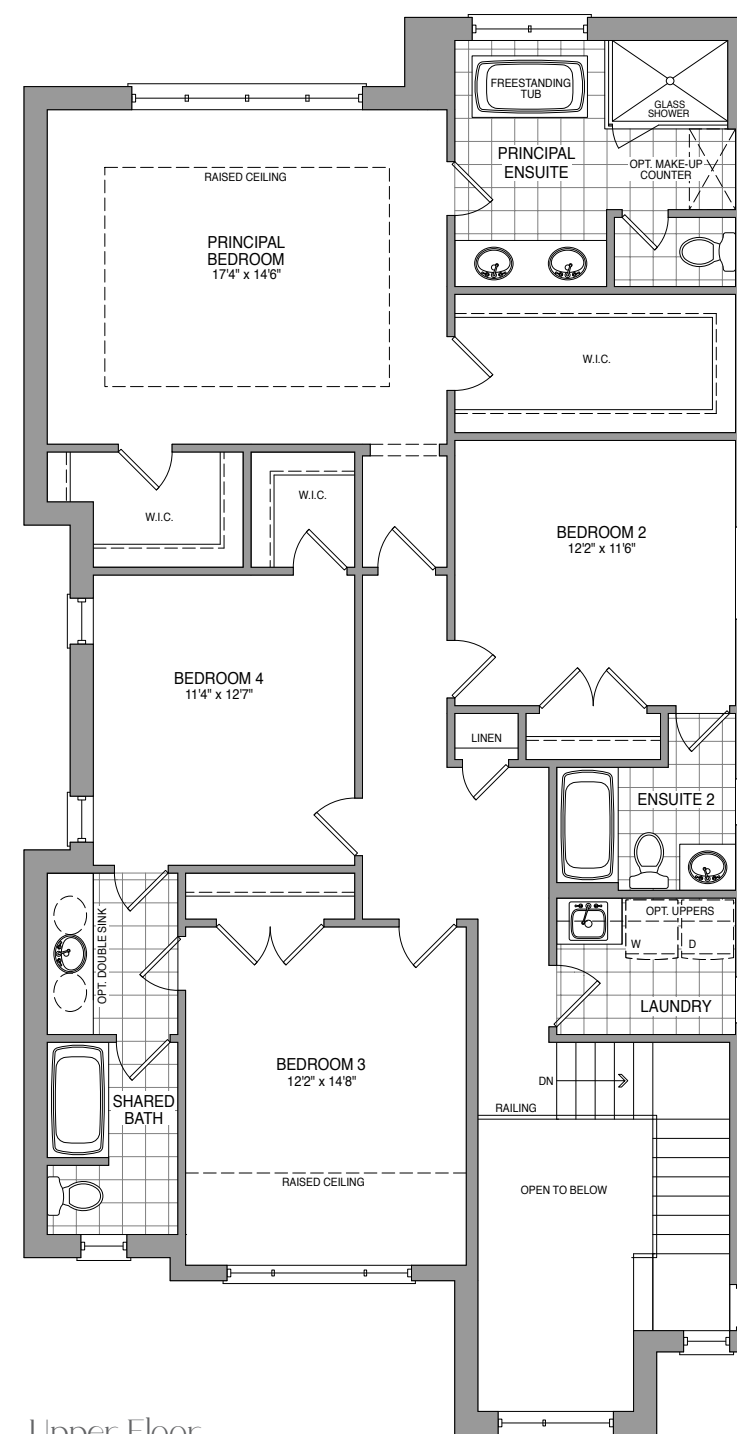 FREESTANDING
TUB
GLASS
SHOWER
PRINCIPAL
ENSUITE
OPT. MAKE-UP
COUNTER
RAISED CEILING
PRINCIPAL
BEDROOM
17'4" x 14'6"
W.I.C.
W.I.C.
W.I.C.
BEDROOM 2
12'2" x 11'6"
BEDROOM 4
11'4" x 12'7"
LINEN
ENSUITE 2
OPT. UPPERS
W
D
LAUNDRY
OPT. DOUBLE SINK
BEDROOM 3
12'2" x 14'8"
SHARED
BATH
DN
RAILING
RAISED CEILING
OPEN TO BELOW
Upper Floor